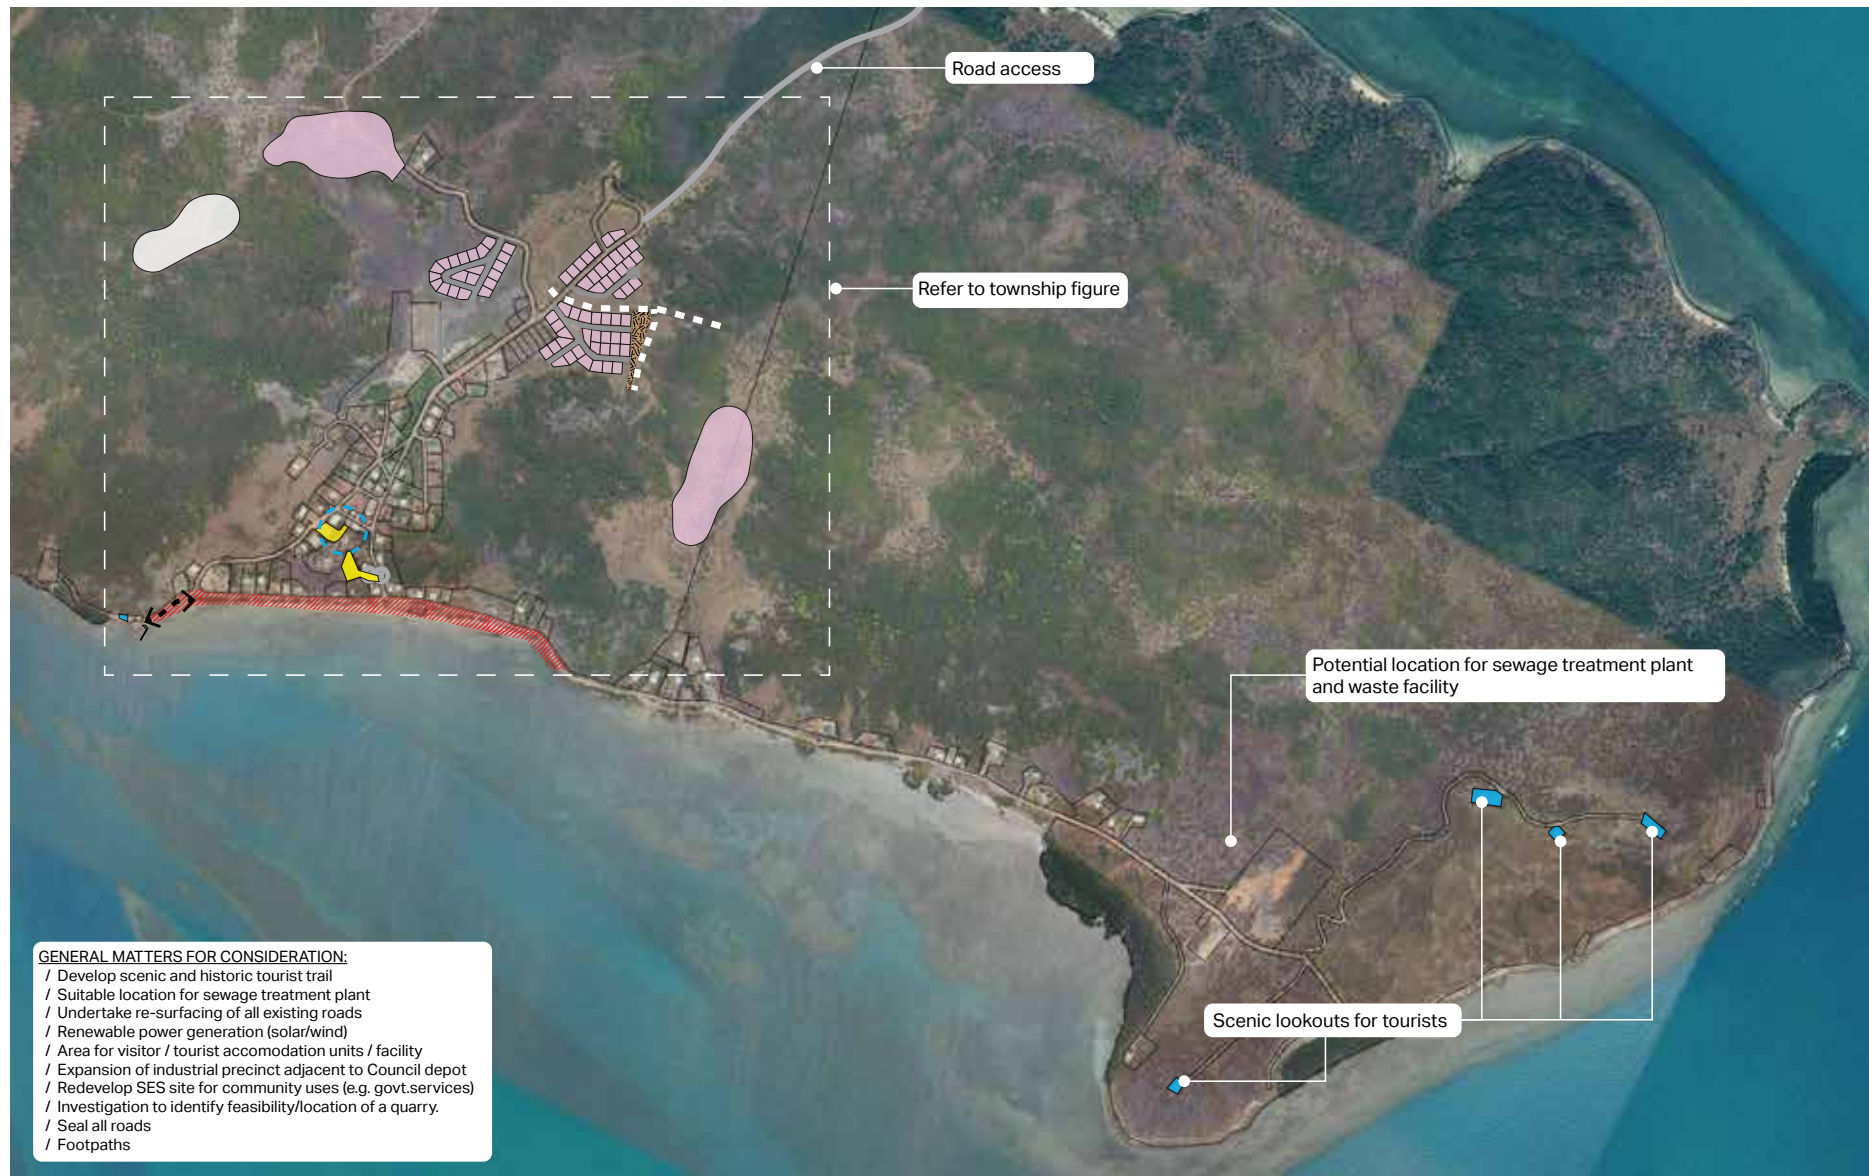 Road access
Refer to township figure
Potential location for sewage treatment plant
and waste facility
Scenic lookouts for tourists
GENERAL MATTERS FOR CONSIDERATION:
/ Develop scenic and historic tourist trail
/ Suitable location for sewage treatment plant
/ Undertake re-surfacing of all existing roads
/ Renewable power generation (solar/wind)
/ Area for visitor / tourist accomodation units / facility
/ Expansion of industrial precinct adjacent to Council depot
/ Redevelop SES site for community uses (e.g. govt.services)
/ Investigation to identify feasibility/location of a quarry.
/ Seal all roads
/ Footpaths